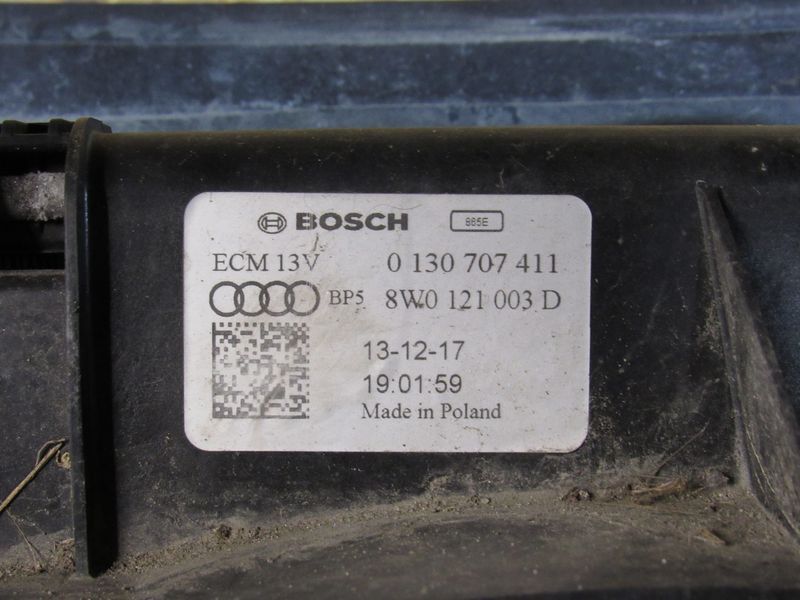 BOSCH 865E
ECM 13V 0 130 707 411
BP5 8W0 121 003 D
13-12-17
19:01:59
Made in Poland